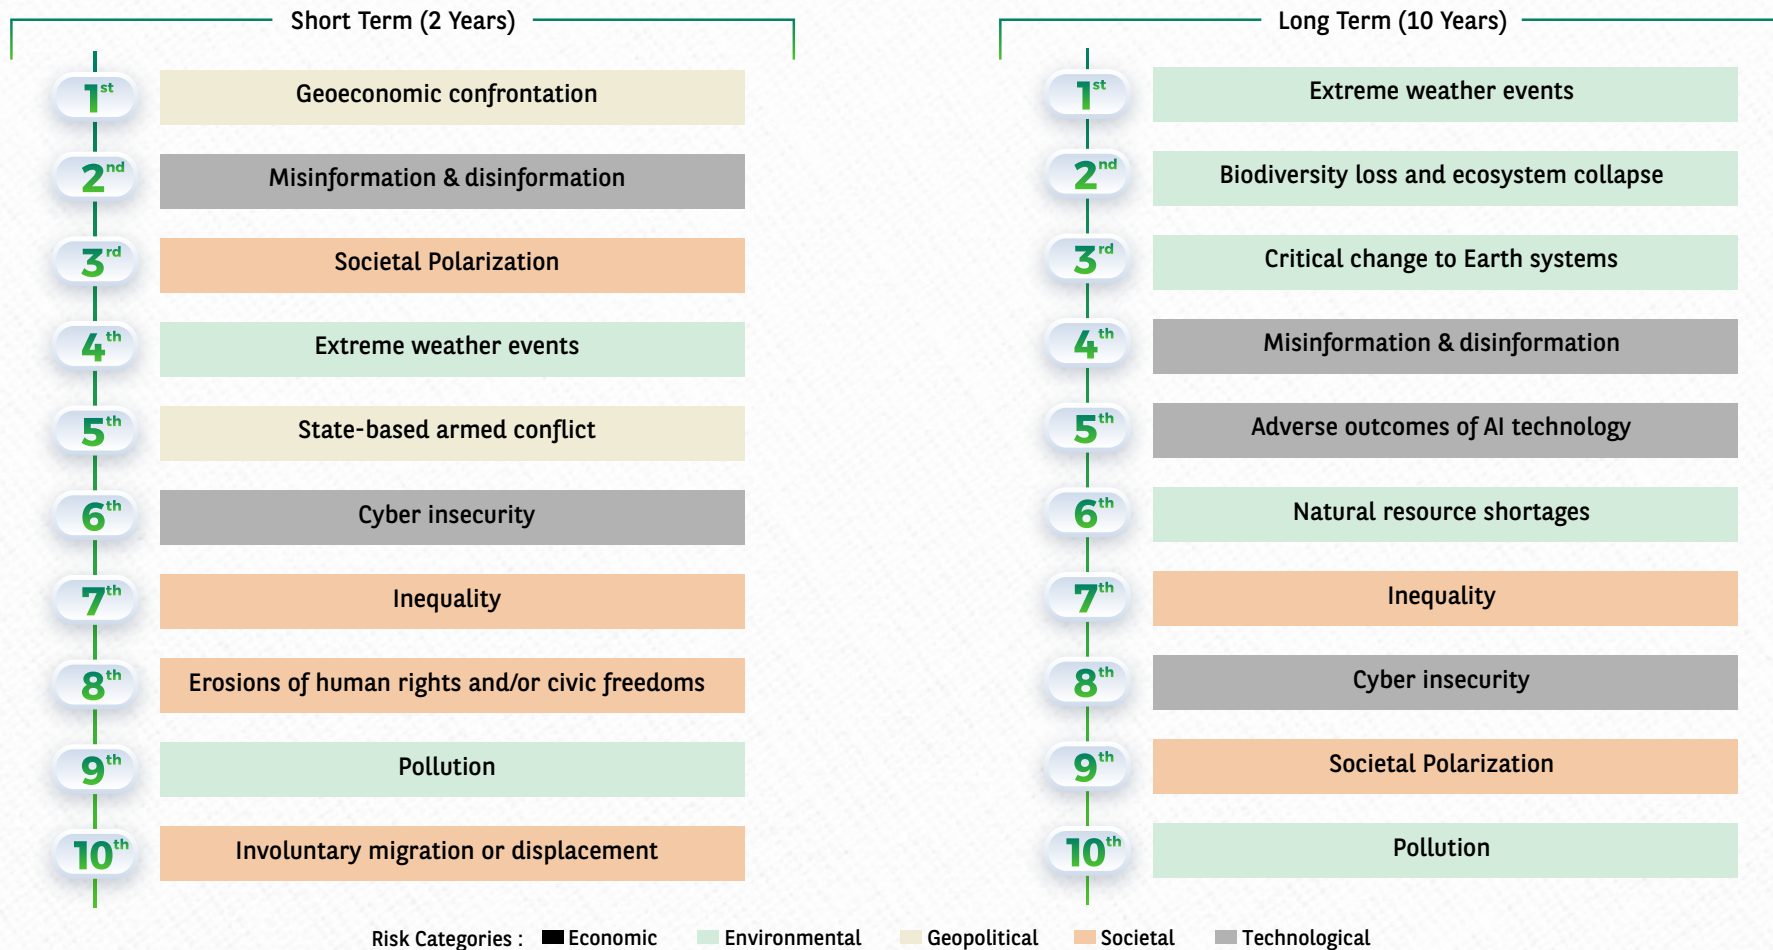 Short Term (2 Years)
1st Geoeconomic confrontation
2nd Misinformation & disinformation
3rd Societal Polarization
4th Extreme weather events
5th State-based armed conflict
6th Cyber insecurity
7th Inequality
8th Erosions of human rights and/or civic freedoms
9th Pollution
10th Involuntary migration or displacement
Long Term (10 Years)
1st Extreme weather events
2nd Biodiversity loss and ecosystem collapse
3rd Critical change to Earth systems
4th Misinformation & disinformation
5th Adverse outcomes of AI technology
6th Natural resource shortages
7th Inequality
8th Cyber insecurity
9th Societal Polarization
10th Pollution
Risk Categories : Economic Environmental Geopolitical Societal Technological